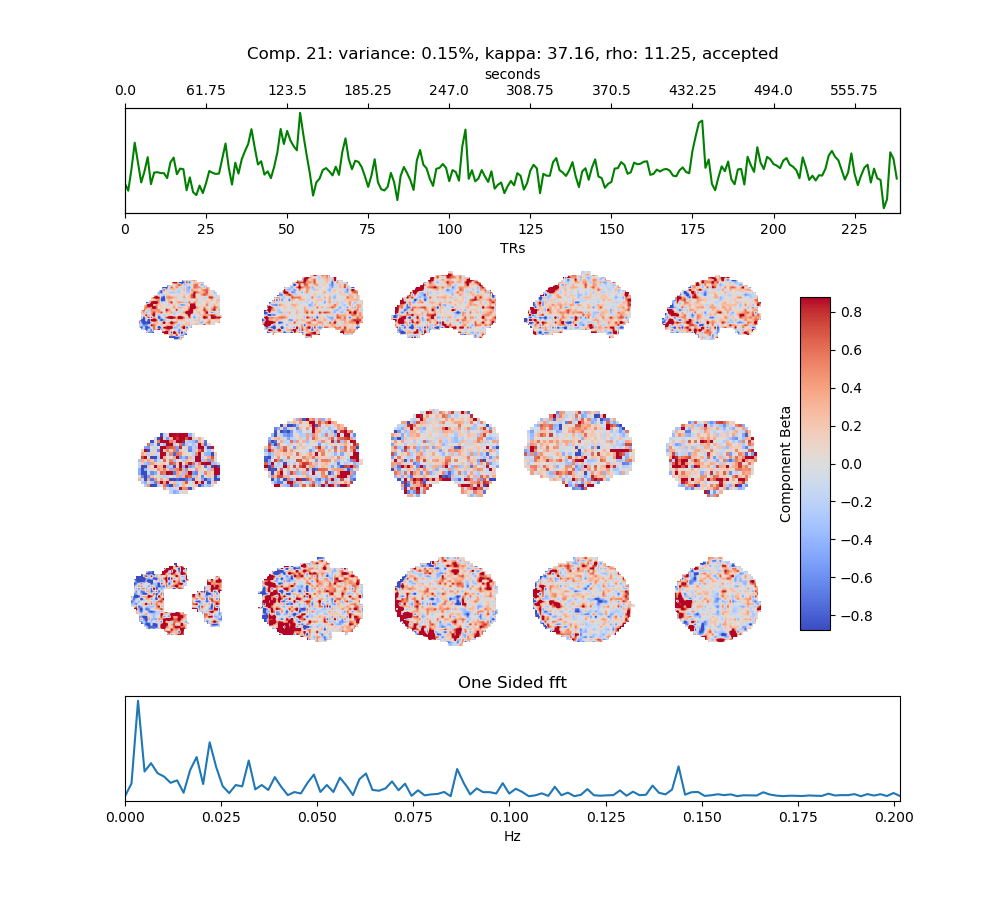 Comp. 21: variance: 0.15%, kappa: 37.16, rho: 11.25, accepted
seconds
0.0 61.75 123.5 185.25 247.0 308.75 370.5 432.25 494.0 555.75
0 25 50 75 100 125 150 175 200 225
TRs
0.8
0.6
0.4
0.2
0.0
−0.2
−0.4
−0.6
−0.8
Component Beta
One Sided fft
0.000 0.025 0.050 0.075 0.100 0.125 0.150 0.175 0.200
Hz